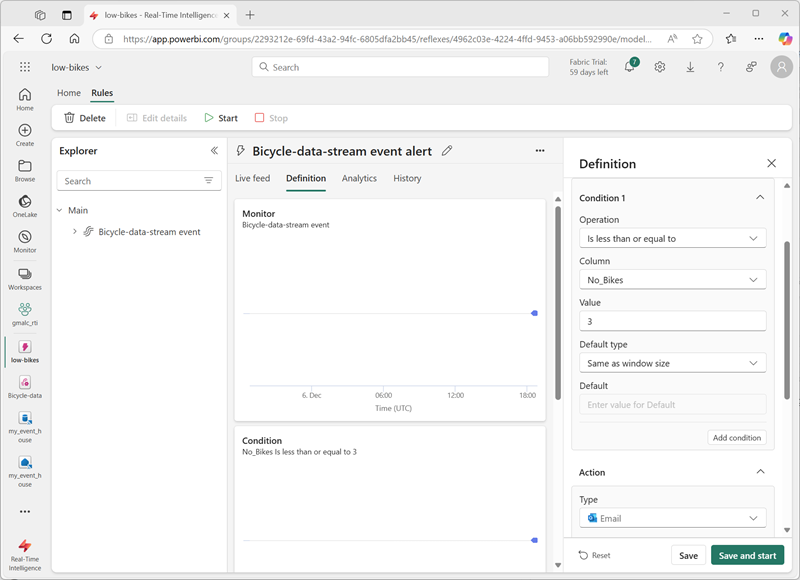 low-bikes - Real-Time Intelligence
https://app.powerbi.com/groups/2293212e-69fd-43a2-94fc-6805dfa2bb45/reflexes/4962c03e-4224-ffd-9453-a06bb592990e/model...
low-bikes
Search
Fabric Trial:
59 days left
7
Home
Create
Browse
OneLake
Monitor
Workspaces
gmalc_rti
low-bikes
Bicycle-data
my_event_h
ouse
my_event_h
ouse
...
Real-Time
Intelligence
Home
Rules
Delete
Edit details
Start
Stop
Explorer
Search
Main
Bicycle-data-stream event
Bicycle-data-stream event alert
Live feed
Definition
Analytics
History
Monitor
Bicycle-data-stream event
6. Dec
06:00
12:00
18:00
Time (UTC)
Condition
No_Bikes Is less than or equal to 3
Definition
Condition 1
Operation
Is less than or equal to
Column
No_Bikes
Value
3
Default type
Same as window size
Default
Enter value for Default
Add condition
Action
Type
Email
Reset
Save
Save and start